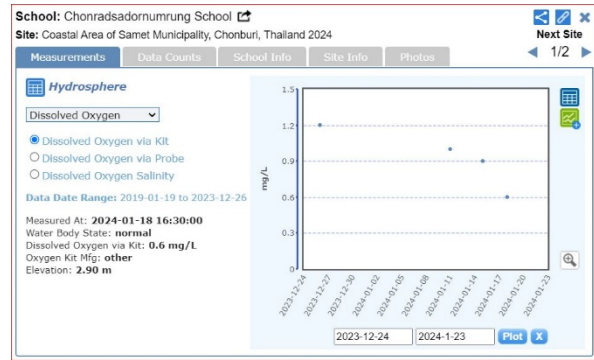 School: Chonradsadornumrung School
Site: Coastal Area of Samet Municipality, Chonburi, Thailand 2024
Next Site
1/2
Measurements Data Counts School Info Site Info Photos
Hydrosphere
Dissolved Oxygen
Dissolved Oxygen via Kit
Dissolved Oxygen via Probe
Dissolved Oxygen Salinity
Data Date Range: 2019-01-19 to 2023-12-26
Measured At: 2024-01-18 16:30:00
Water Body State: normal
Dissolved Oxygen via Kit: 0.6 mg/L
Oxygen Kit Mfg: other
Elevation: 2.90 m
mg/L
1.5
1.2
0.9
0.6
0.3
0
2023-12-24
2023-12-27
2023-12-30
2024-01-02
2024-01-05
2024-01-08
2024-01-11
2024-01-14
2024-01-17
2024-01-20
2024-01-23
2023-12-24 2024-1-23 Plot X